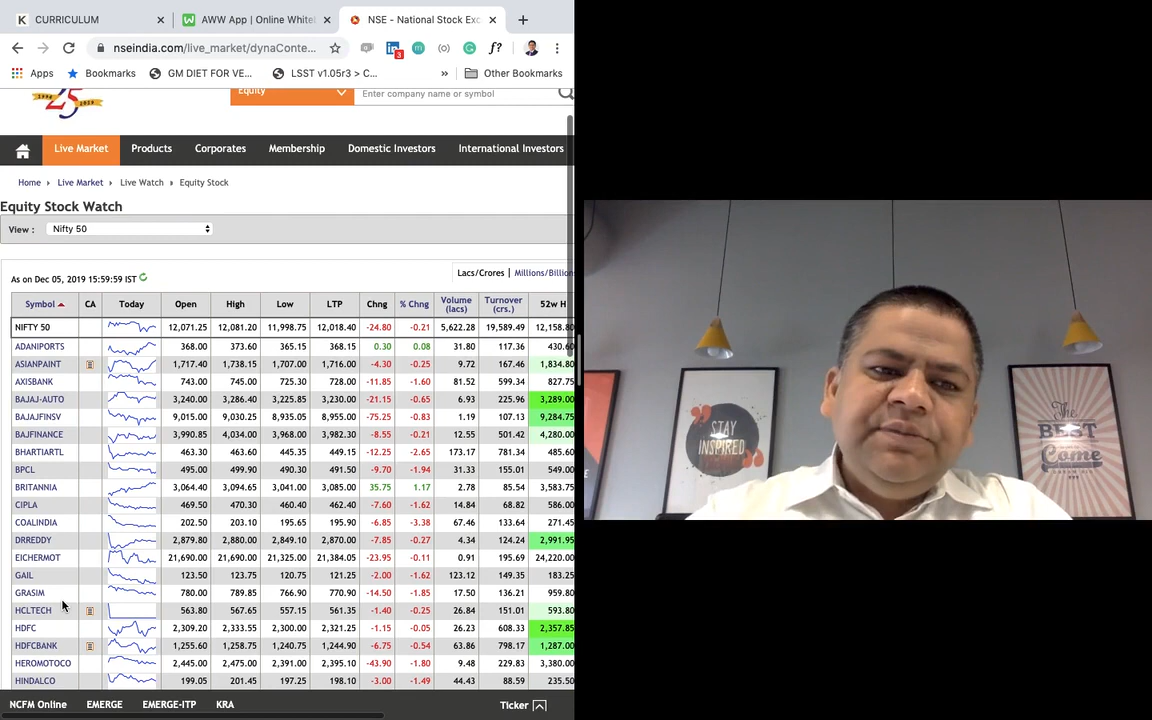 K CURRICULUM
AWW App | Online White
NSE - National Stock Exc
nseindia.com/live_market/dynaConte...
3
f?
Apps
Bookmarks
GM DIET FOR VE...
LSST v1.05r3 > C...
»
Other Bookmarks
1994 25 2019
Equity
Enter company name or symbol
Live Market Products Corporates Membership Domestic Investors International Investors
Home Live Market Live Watch Equity Stock
Equity Stock Watch
View : Nifty 50
As on Dec 05, 2019 15:59:59 IST
Lacs/Crores | Millions/Billion
Symbol CA Today Open High Low LTP Chng % Chng Volume (lacs) Turnover (crs.) 52w H
NIFTY 50 12,071.25 12,081.20 11,998.75 12,018.40 -24.80 -0.21 5,622.28 19,589.49 12,158.80
ADANIPORTS 368.00 373.60 365.15 368.15 0.30 0.08 31.80 117.36 430.60
ASIANPAINT 1,717.40 1,738.15 1,707.00 1,716.00 -4.30 -0.25 9.72 167.46 1,834.80
AXISBANK 743.00 745.00 725.30 728.00 -11.85 -1.60 81.52 599.34 827.75
BAJAJ-AUTO 3,240.00 3,286.40 3,225.85 3,230.00 -21.15 -0.65 6.93 225.96 3,289.00
BAJAJFINSV 9,015.00 9,030.25 8,935.05 8,955.00 -75.25 -0.83 1.19 107.13 9,284.75
BAJFINANCE 3,990.85 4,034.00 3,968.00 3,982.30 -8.55 -0.21 12.55 501.42 4,280.00
BHARTIARTL 463.30 463.60 445.35 449.15 -12.25 -2.65 173.17 781.34 485.60
BPCL 495.00 499.90 490.30 491.50 -9.70 -1.94 31.33 155.01 549.00
BRITANNIA 3,064.40 3,094.65 3,041.00 3,085.00 35.75 1.17 2.78 85.54 3,583.75
CIPLA 469.50 470.30 460.40 462.40 -7.60 -1.62 14.84 68.82 586.00
COALINDIA 202.50 203.10 195.65 195.90 -6.85 -3.38 67.46 133.64 271.45
DRREDDY 2,879.80 2,880.00 2,849.10 2,870.00 -7.85 -0.27 4.34 124.24 2,991.95
EICHERMOT 21,690.00 21,690.00 21,325.00 21,384.05 -23.95 -0.11 0.91 195.69 24,220.00
GAIL 123.50 123.75 120.75 121.25 -2.00 -1.62 123.12 149.35 183.25
GRASIM 780.00 789.85 766.90 770.90 -14.50 -1.85 17.50 136.21 959.80
HCLTECH 563.80 567.65 557.15 561.35 -1.40 -0.25 26.84 151.01 593.80
HDFC 2,309.20 2,333.55 2,300.00 2,321.25 -1.15 -0.05 26.23 608.33 2,357.85
HDFCBANK 1,255.60 1,258.75 1,240.75 1,244.90 -6.75 -0.54 63.86 798.17 1,287.00
HEROMOTOCO 2,445.00 2,475.00 2,391.00 2,395.10 -43.90 -1.80 9.48 229.83 3,380.00
HINDALCO 199.05 201.45 197.25 198.10 -3.00 -1.49 44.43 88.59 235.50
NCFM Online EMERGE EMERGE-ITP KRA Ticker
STAY
INSPIRED
The
BEST
Come